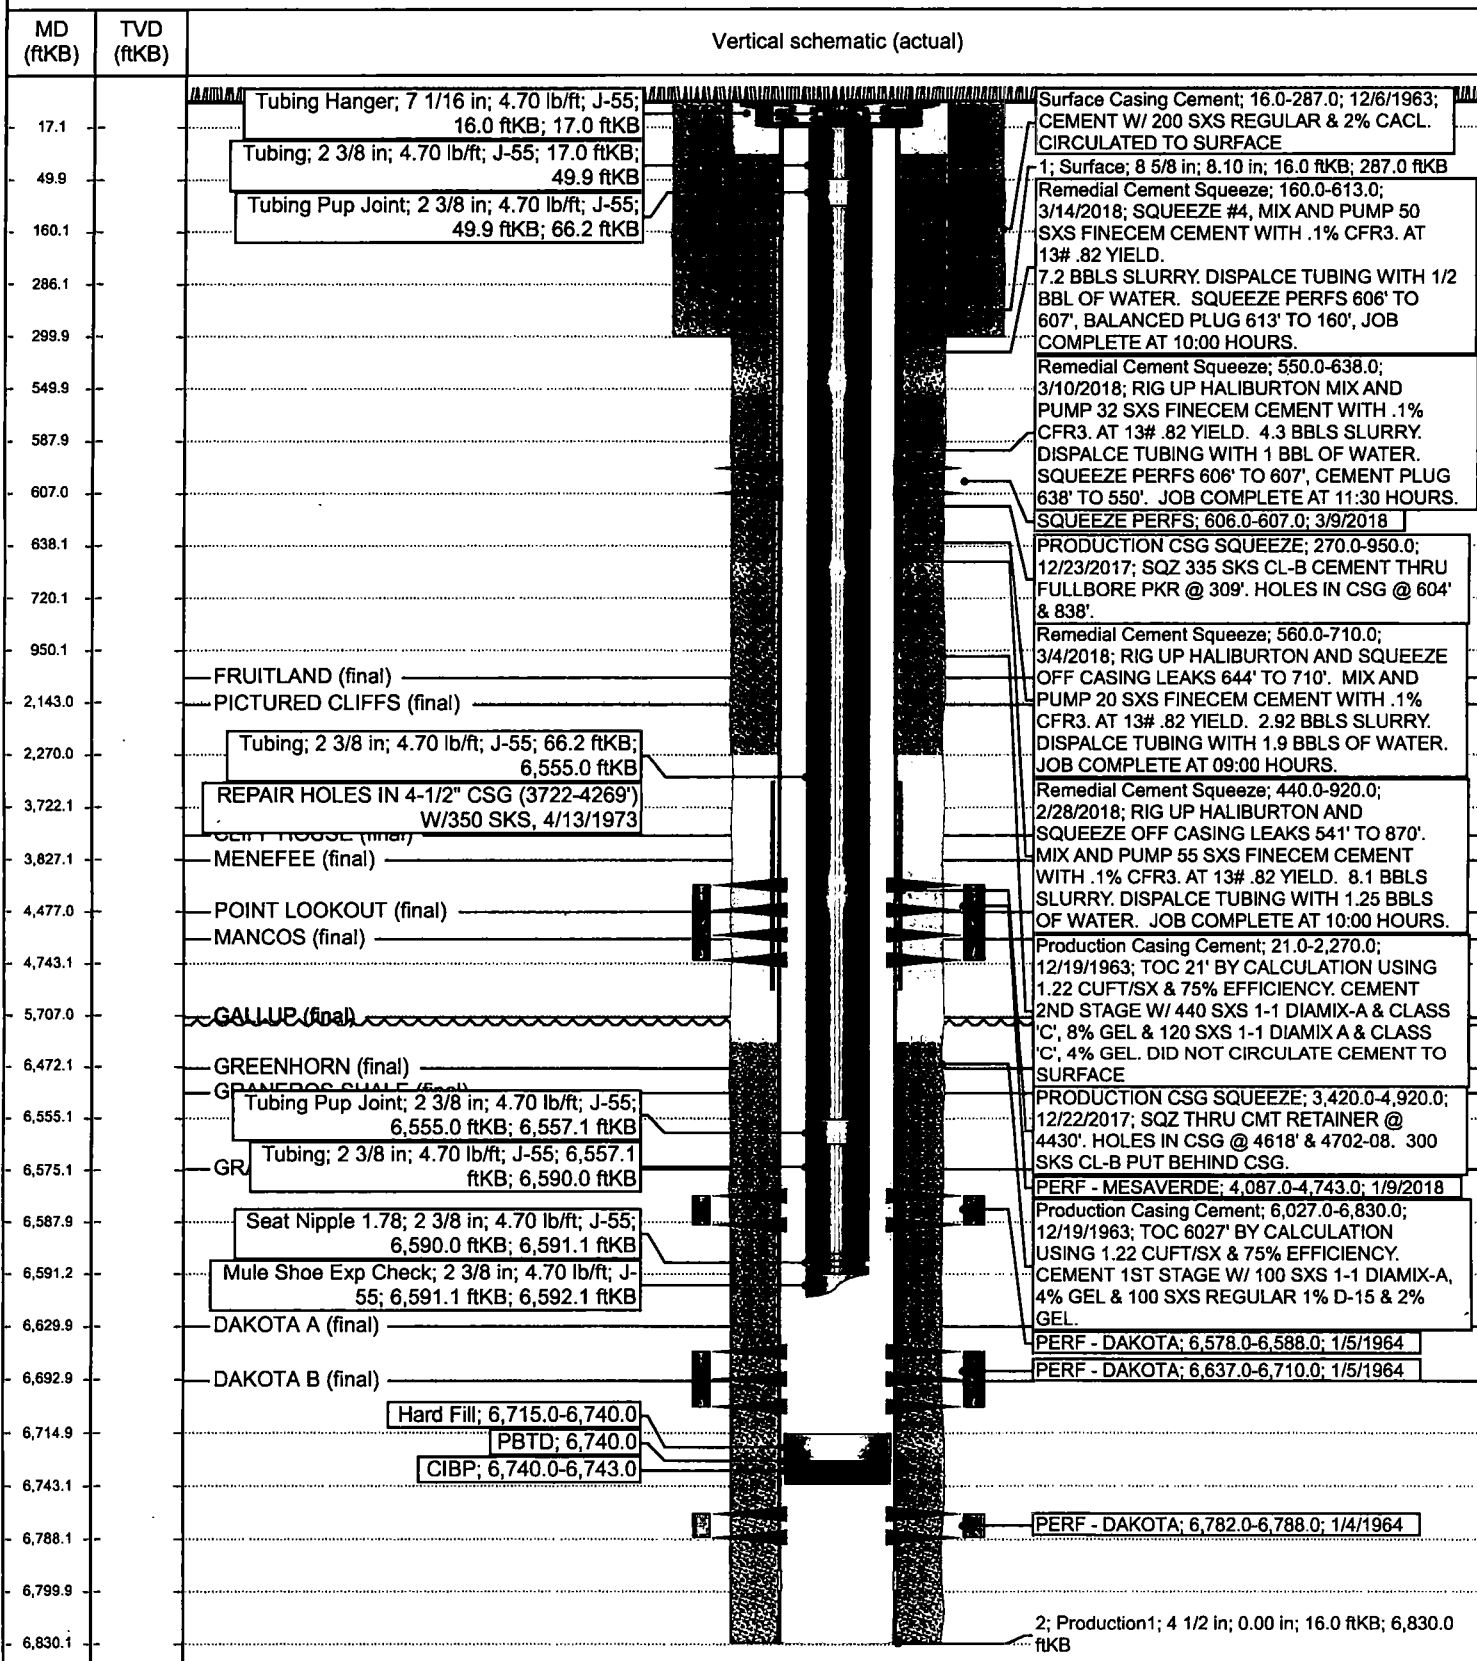 MD
(ftKB)
TVD
(ftKB)
Vertical schematic (actual)
17.1
49.9
160.1
286.1
299.9
549.9
587.9
607.0
638.1
720.1
950.1
2,143.0
2,270.0
3,722.1
3,827.1
4,477.0
4,743.1
5,707.0
6,472.1
6,555.1
6,575.1
6,587.9
6,591.2
6,629.9
6,692.9
6,714.9
6,743.1
6,788.1
6,799.9
6,830.1
Tubing Hanger; 7 1/16 in; 4.70 lb/ft; J-55;
16.0 ftKB; 17.0 ftKB
Tubing; 2 3/8 in; 4.70 lb/ft; J-55; 17.0 ftKB;
49.9 ftKB
Tubing Pup Joint; 2 3/8 in; 4.70 lb/ft; J-55;
49.9 ftKB; 66.2 ftKB
FRUITLAND (final)
PICTURED CLIFFS (final)
Tubing; 2 3/8 in; 4.70 lb/ft; J-55; 66.2 ftKB;
6,555.0 ftKB
REPAIR HOLES IN 4-1/2" CSG (3722-4269')
W/350 SKS, 4/13/1973
CLIFF HOUSE (final)
MENEFEE (final)
POINT LOOKOUT (final)
MANCOS (final)
GALLUP (final)
GREENHORN (final)
GRANEROS SHALE (final)
Tubing Pup Joint; 2 3/8 in; 4.70 lb/ft; J-55;
6,555.0 ftKB; 6,557.1 ftKB
Tubing; 2 3/8 in; 4.70 lb/ft; J-55; 6,557.1
ftKB; 6,590.0 ftKB
Seat Nipple 1.78; 2 3/8 in; 4.70 lb/ft; J-55;
6,590.0 ftKB; 6,591.1 ftKB
Mule Shoe Exp Check; 2 3/8 in; 4.70 lb/ft; J-
55; 6,591.1 ftKB; 6,592.1 ftKB
DAKOTA A (final)
DAKOTA B (final)
Hard Fill; 6,715.0-6,740.0
PBTD; 6,740.0
CIBP; 6,740.0-6,743.0
Surface Casing Cement; 16.0-287.0; 12/6/1963;
CEMENT W/ 200 SXS REGULAR & 2% CACL.
CIRCULATED TO SURFACE
1; Surface; 8 5/8 in; 8.10 in; 16.0 ftKB; 287.0 ftKB
Remedial Cement Squeeze; 160.0-613.0;
3/14/2018; SQUEEZE #4, MIX AND PUMP 50
SXS FINECEM CEMENT WITH .1% CFR3. AT
13# .82 YIELD.
7.2 BBLS SLURRY. DISPALCE TUBING WITH 1/2
BBL OF WATER. SQUEEZE PERFS 606' TO
607', BALANCED PLUG 613' TO 160', JOB
COMPLETE AT 10:00 HOURS.
Remedial Cement Squeeze; 550.0-638.0;
3/10/2018; RIG UP HALIBURTON MIX AND
PUMP 32 SXS FINECEM CEMENT WITH .1%
CFR3. AT 13# .82 YIELD. 4.3 BBLS SLURRY.
DISPALCE TUBING WITH 1 BBL OF WATER.
SQUEEZE PERFS 606' TO 607', CEMENT PLUG
638' TO 550'. JOB COMPLETE AT 11:30 HOURS.
SQUEEZE PERFS; 606.0-607.0; 3/9/2018
PRODUCTION CSG SQUEEZE; 270.0-950.0;
12/23/2017; SQZ 335 SKS CL-B CEMENT THRU
FULLBORE PKR @ 309'. HOLES IN CSG @ 604'
& 838'.
Remedial Cement Squeeze; 560.0-710.0;
3/4/2018; RIG UP HALIBURTON AND SQUEEZE
OFF CASING LEAKS 644' TO 710'. MIX AND
PUMP 20 SXS FINECEM CEMENT WITH .1%
CFR3. AT 13# .82 YIELD. 2.92 BBLS SLURRY.
DISPALCE TUBING WITH 1.9 BBLS OF WATER.
JOB COMPLETE AT 09:00 HOURS.
Remedial Cement Squeeze; 440.0-920.0;
2/28/2018; RIG UP HALIBURTON AND
SQUEEZE OFF CASING LEAKS 541' TO 870'.
MIX AND PUMP 55 SXS FINECEM CEMENT
WITH .1% CFR3. AT 13# .82 YIELD. 8.1 BBLS
SLURRY. DISPALCE TUBING WITH 1.25 BBLS
OF WATER. JOB COMPLETE AT 10:00 HOURS.
Production Casing Cement; 21.0-2,270.0;
12/19/1963; TOC 21' BY CALCULATION USING
1.22 CUFT/SX & 75% EFFICIENCY. CEMENT
2ND STAGE W/ 440 SXS 1-1 DIAMIX-A & CLASS
'C', 8% GEL & 120 SXS 1-1 DIAMIX A & CLASS
'C', 4% GEL. DID NOT CIRCULATE CEMENT TO
SURFACE
PRODUCTION CSG SQUEEZE; 3,420.0-4,920.0;
12/22/2017; SQZ THRU CMT RETAINER @
4430'. HOLES IN CSG @ 4618' & 4702-08. 300
SKS CL-B PUT BEHIND CSG.
PERF - MESAVERDE; 4,087.0-4,743.0; 1/9/2018
Production Casing Cement; 6,027.0-6,830.0;
12/19/1963; TOC 6027' BY CALCULATION
USING 1.22 CUFT/SX & 75% EFFICIENCY.
CEMENT 1ST STAGE W/ 100 SXS 1-1 DIAMIX-A,
4% GEL & 100 SXS REGULAR 1% D-15 & 2%
GEL.
PERF - DAKOTA; 6,578.0-6,588.0; 1/5/1964
PERF - DAKOTA; 6,637.0-6,710.0; 1/5/1964
PERF - DAKOTA; 6,782.0-6,788.0; 1/4/1964
2; Production1; 4 1/2 in; 0.00 in; 16.0 ftKB; 6,830.0
ftKB